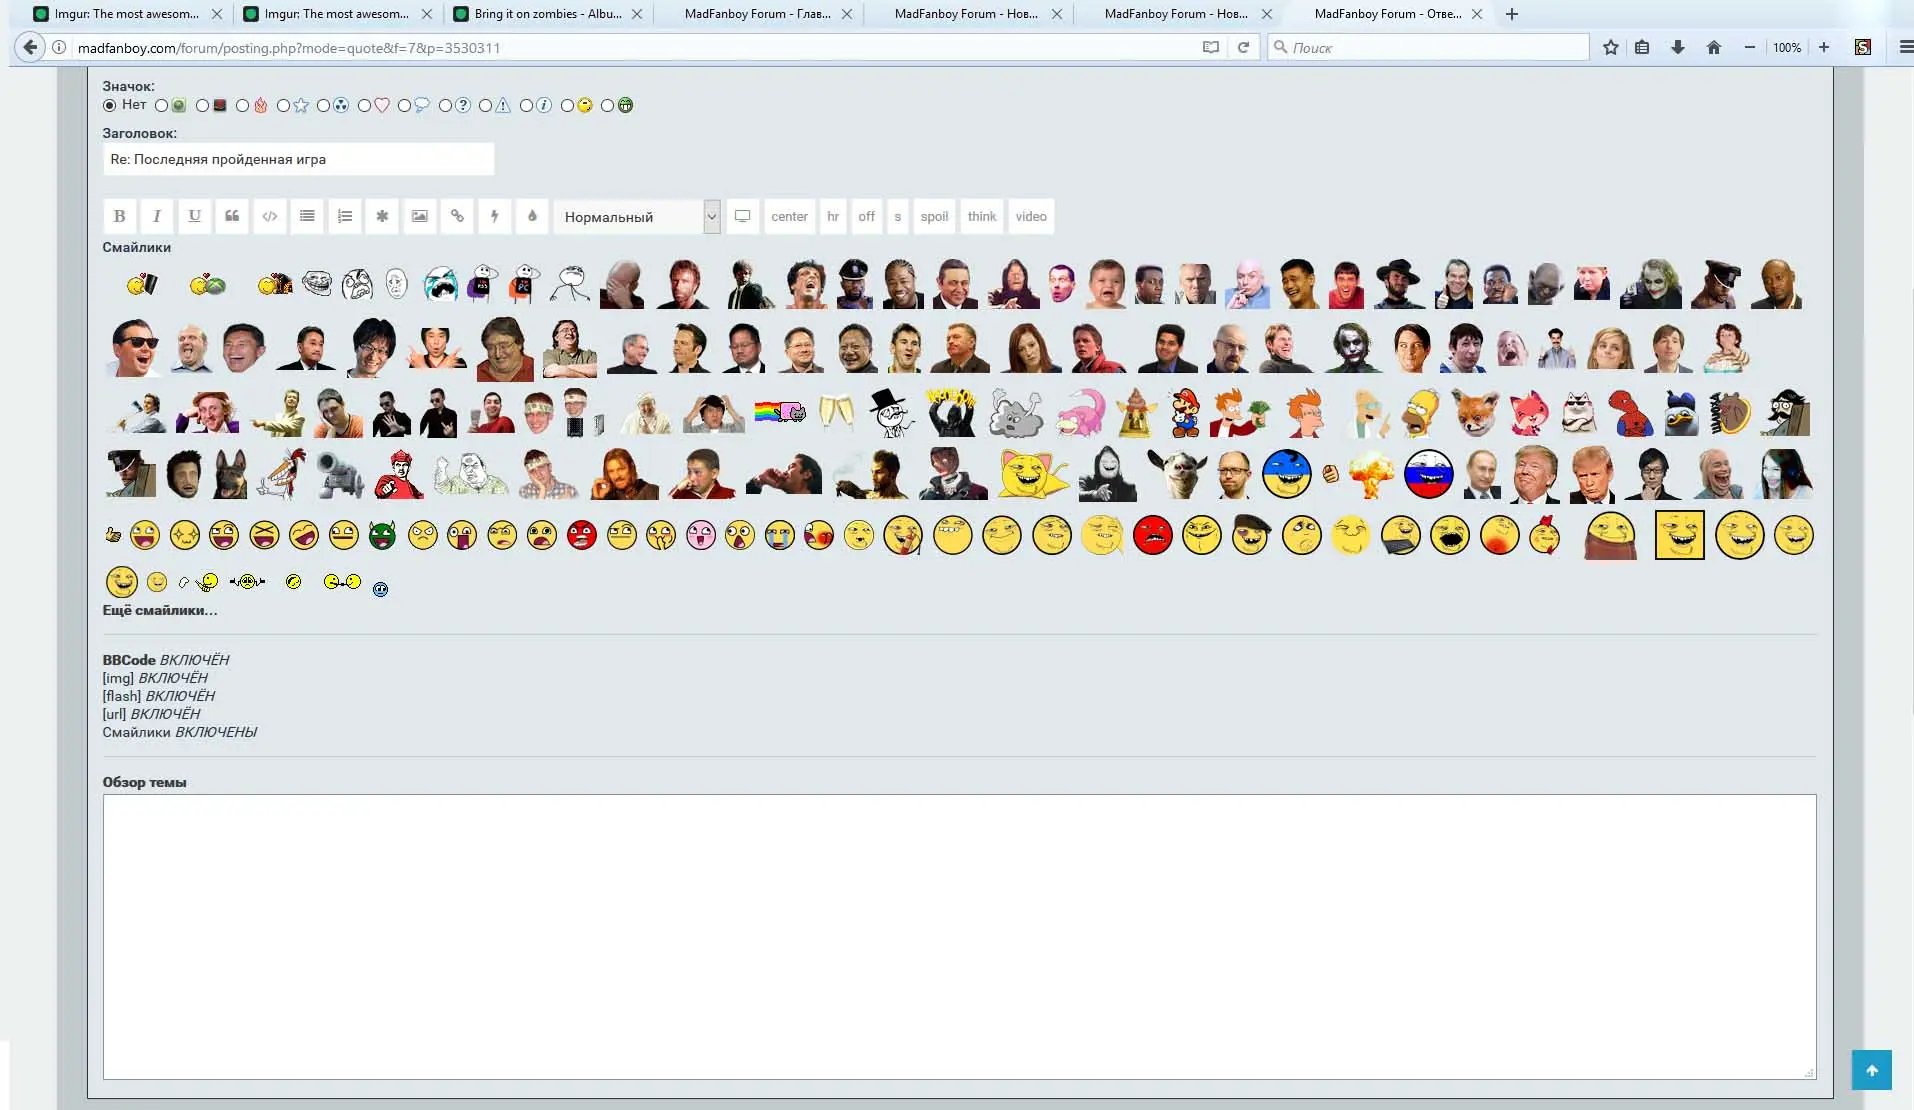 Imgur: The most awesom...
Imgur: The most awesom...
Bring it on zombies - Albu...
MadFanboy Forum - Глав...
MadFanboy Forum - Нов...
MadFanboy Forum - Нов...
MadFanboy Forum - Отве...
madfanboy.com/forum/posting.php?mode=quote&f=7&p=3530311
Поиск
100%
Значок:
Нет
Заголовок:
Re: Последняя пройденная игра
B I U Нормальный center hr off s spoil think video
Смайлики
Ещё смайлики...
BBCode ВКЛЮЧЁН
[img] ВКЛЮЧЁН
[flash] ВКЛЮЧЁН
[url] ВКЛЮЧЁН
Смайлики ВКЛЮЧЕНЫ
Обзор темы